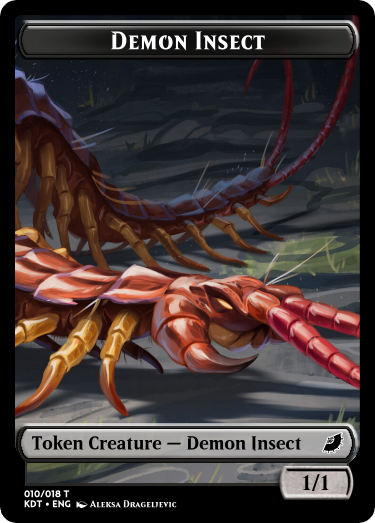 Demon Insect
Token Creature — Demon Insect
1/1
010/018 T
KDT • ENG Aleksa Drageljevic